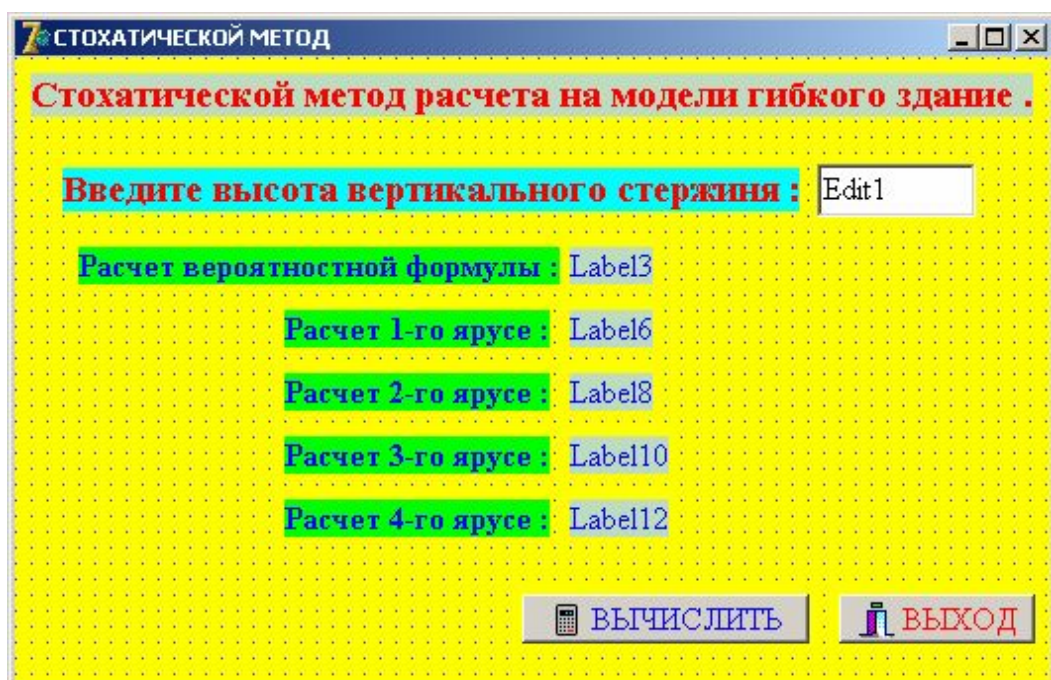 СТОХАТИЧЕСКОЙ МЕТОД
Стохатической метод расчета на модели гибкого здание .
Введите высота вертикального стержиня : Edit1
Расчет вероятностной формулы : Label3
Расчет 1-го ярусе : Label6
Расчет 2-го ярусе : Label8
Расчет 3-го ярусе : Label10
Расчет 4-го ярусе : Label12
ВЫЧИСЛИТЬ ВЫХОД